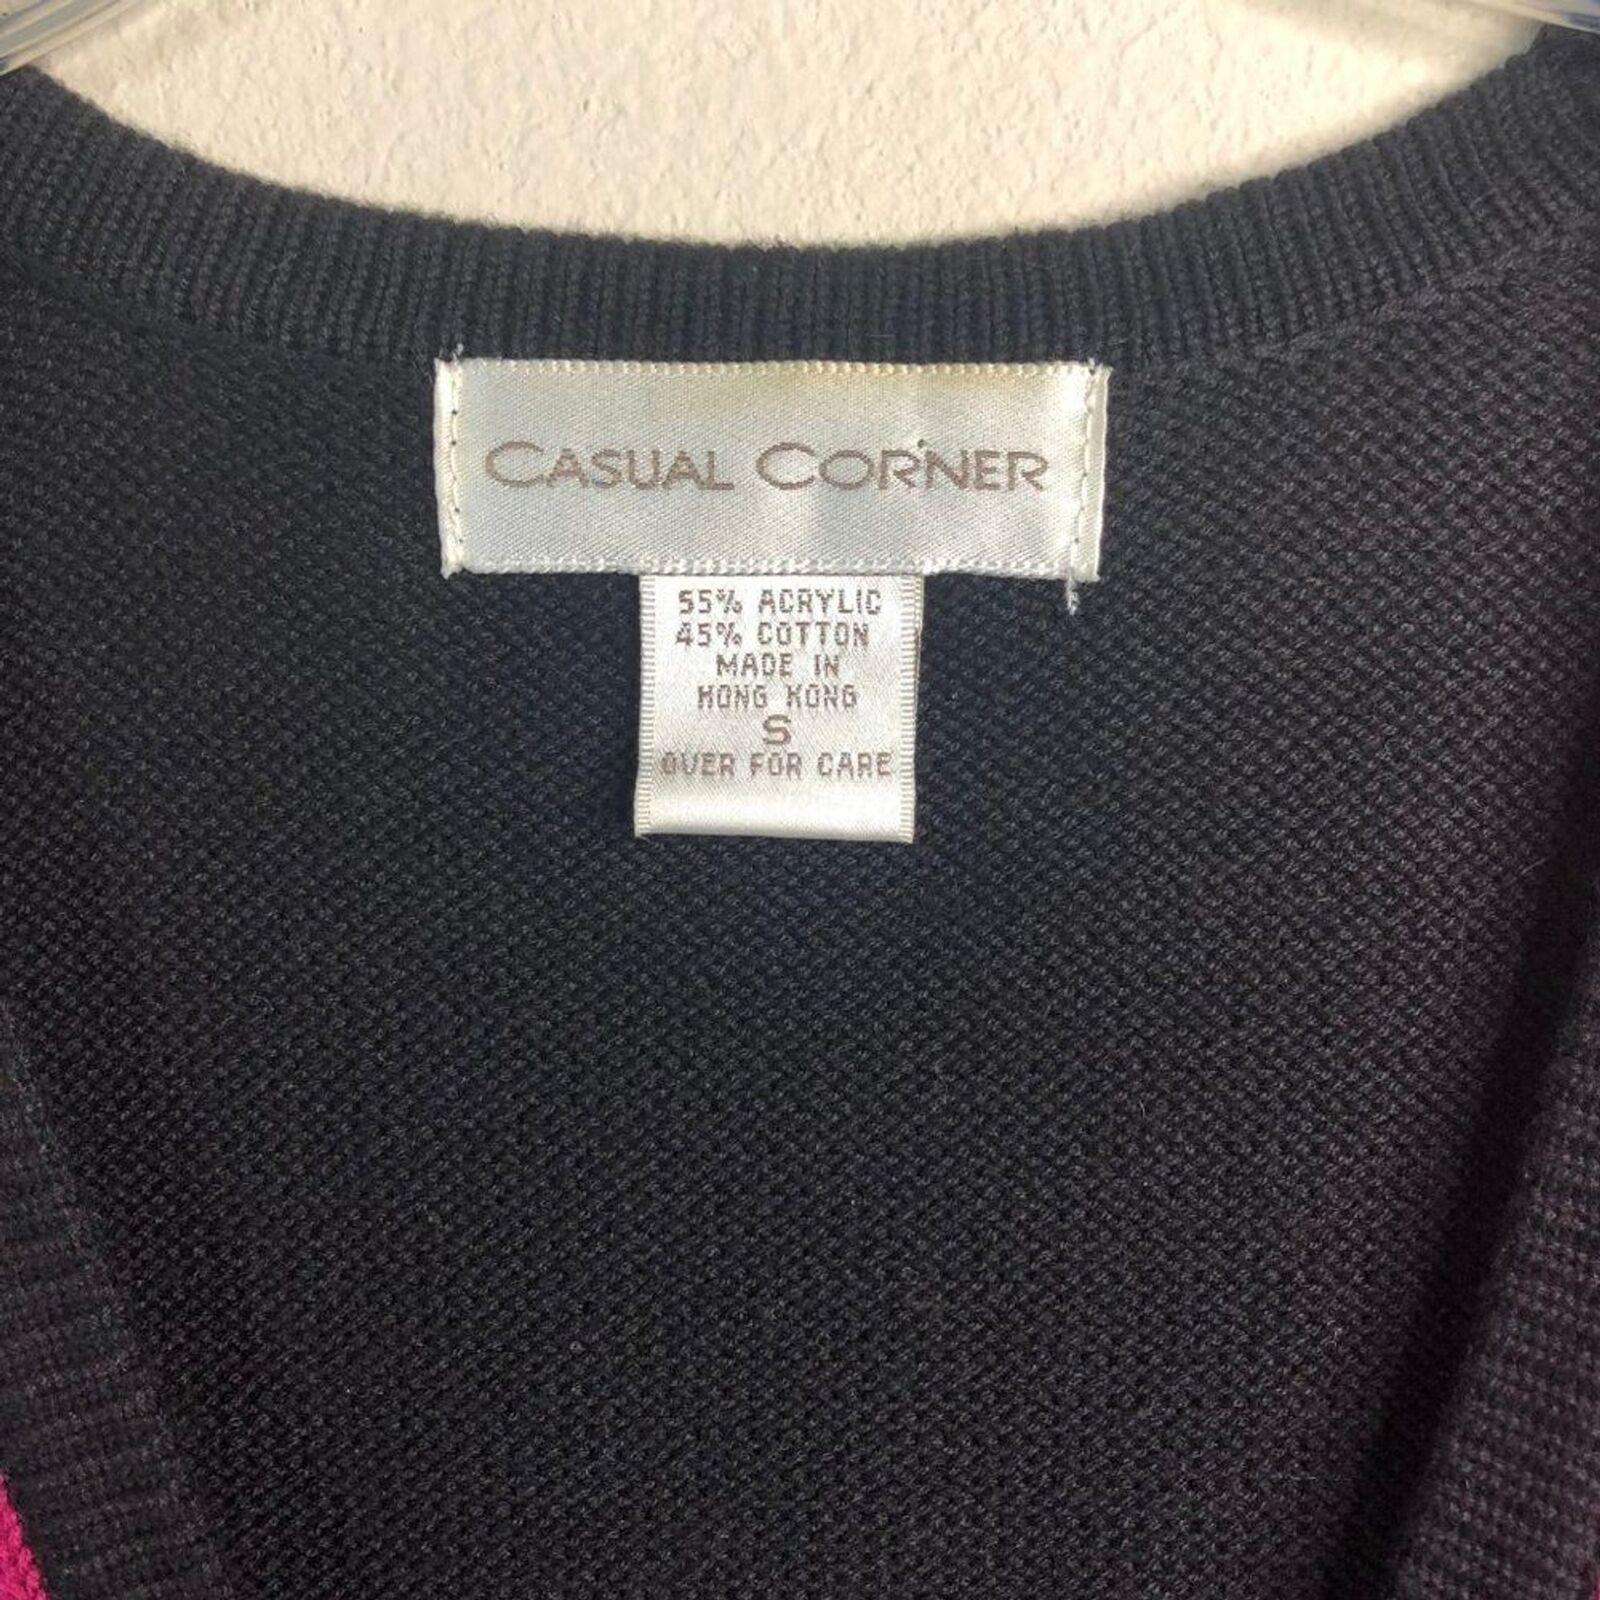 CASUAL CORNER
55% ACRYLIC
45% COTTON
MADE IN
HONG KONG
S
OVER FOR CARE